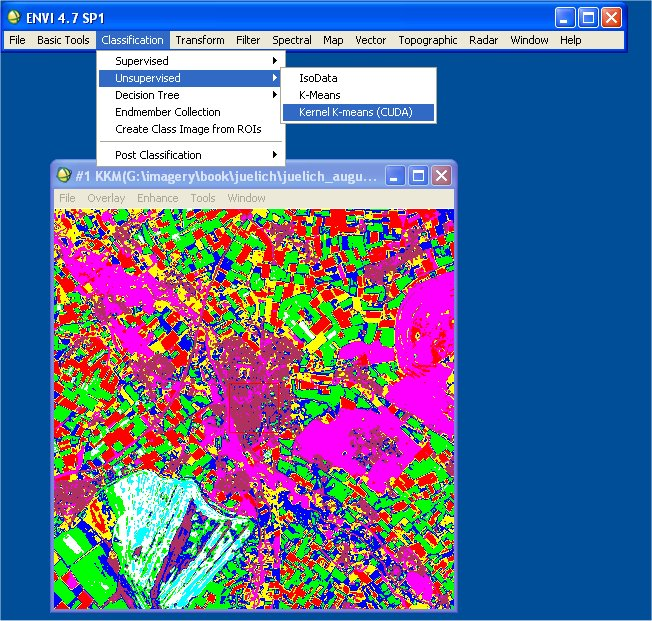 ENVI 4.7 SP1
File Basic Tools Classification Transform Filter Spectral Map Vector Topographic Radar Window Help
Supervised
Unsupervised
Decision Tree
Endmember Collection
Create Class Image from ROIs
Post Classification
IsoData
K-Means
Kernel K-means (CUDA)
#1 KKM(G:\imagery\book\juelich\juelich_augu...
File Overlay Enhance Tools Window